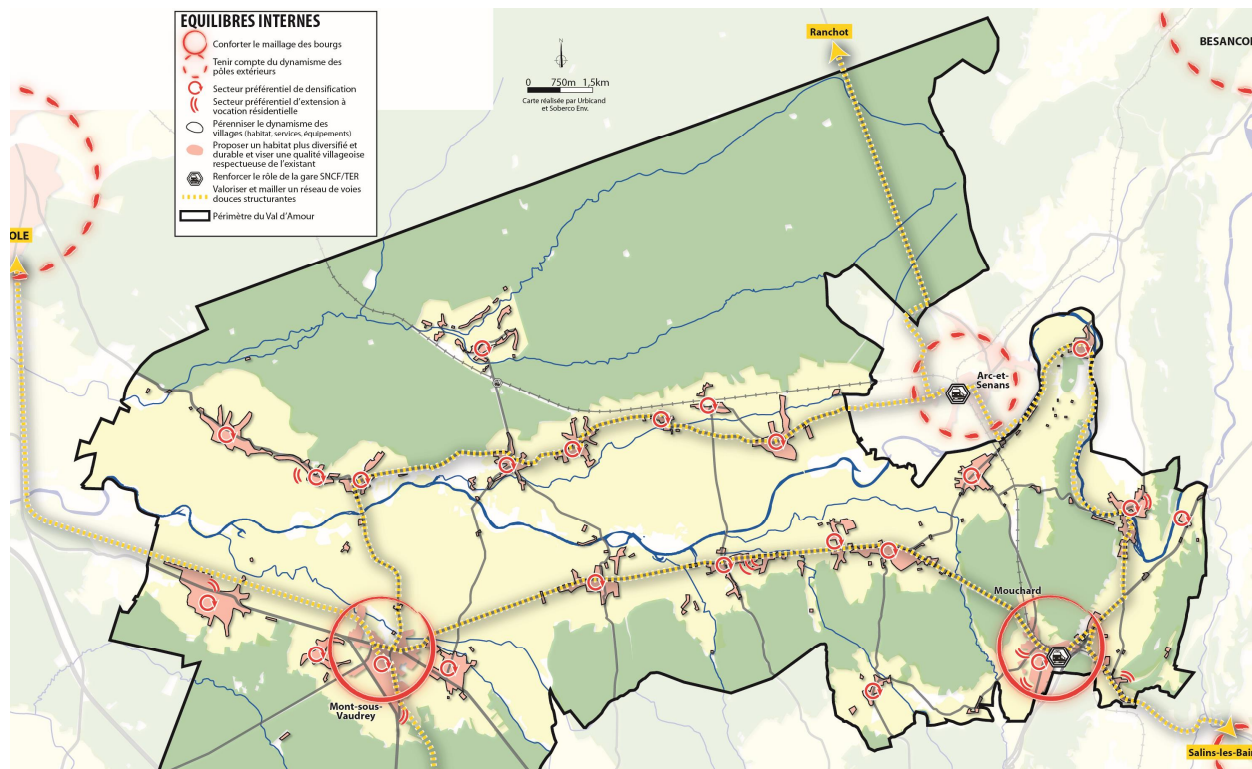 EQUILIBRES INTERNES
Conforter le maillage des bourgs
Tenir compte du dynamisme des
pôles extérieurs
Secteur préférentiel de densification
Secteur préférentiel d'extension à
vocation résidentielle
Pérenniser le dynamisme des
villages (habitat, services, équipements)
Proposer un habitat plus diversifié et
durable et viser une qualité villageoise
respectueuse de l'existant
Renforcer le rôle de la gare SNCF/TER
Valoriser et mailler un réseau de voies
douces structurantes
Périmètre du Val d'Amour
N
0 750m 1,5km
Carte réalisée par Urbicand
et Soberco Env.
Ranchot
BESANCON
OLE
Arc-et-
Senans
Mouchard
Mont-sous-
Vaudrey
Salins-les-Bain